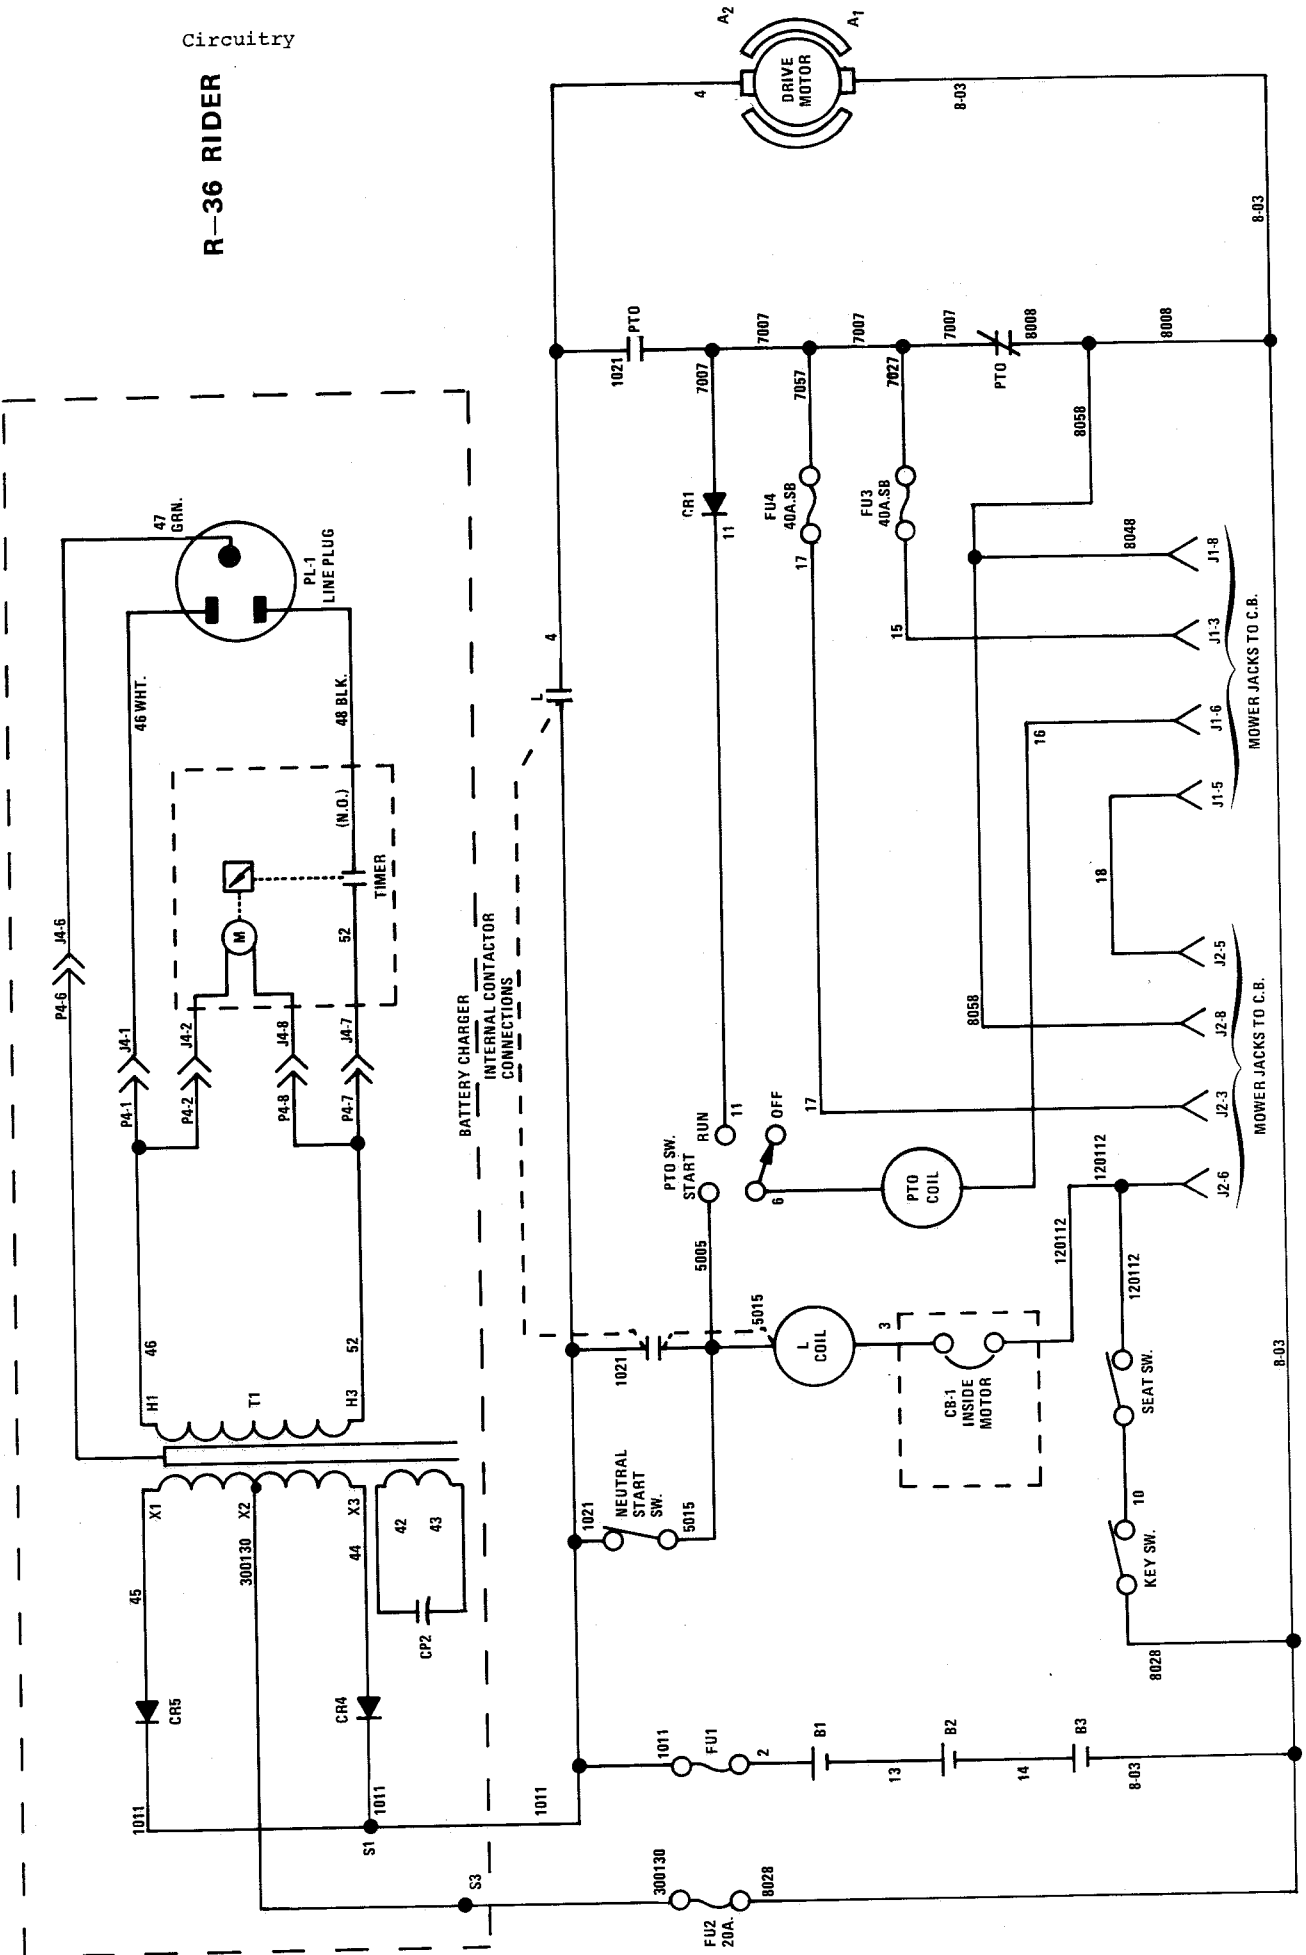 Circuitry
R—36 RIDER
47
GRN.
PL-1
LINE PLUG
46 WHT.
48 BLK.
(N.O.)
TIMER
M
52
J4-6
P4-6
J4-1
P4-1
J4-2
P4-2
J4-8
P4-8
J4-7
P4-7
46
52
H1
T1
H3
X1
X2
X3
45
300130
44
42
43
CP2
CR5
CR4
1011
1011
S1
S3
BATTERY CHARGER
INTERNAL CONTACTOR
CONNECTIONS
A2
A1
DRIVE
MOTOR
4
8-03
8-03
4
L
1021
PTO
7007
7007
7057
7007
7027
7007
PTO
8008
8008
8058
CR1
11
FU4
40A.SB
17
FU3
40A.SB
15
8048
16
18
8058
17
J1-8
J1-3
J1-6
J1-5
MOWER JACKS TO C.B.
J2-5
J2-8
J2-3
J2-6
MOWER JACKS TO C.B.
PTO SW.
START
RUN
11
OFF
6
PTO
COIL
5005
5015
1021
L
COIL
3
CB-1
INSIDE
MOTOR
120112
120112
120112
SEAT SW.
10
KEY SW.
8028
1021
NEUTRAL
START
SW.
5015
8-03
1011
1011
FU1
2
B1
13
B2
14
B3
8-03
300130
FU2
20A.
8028